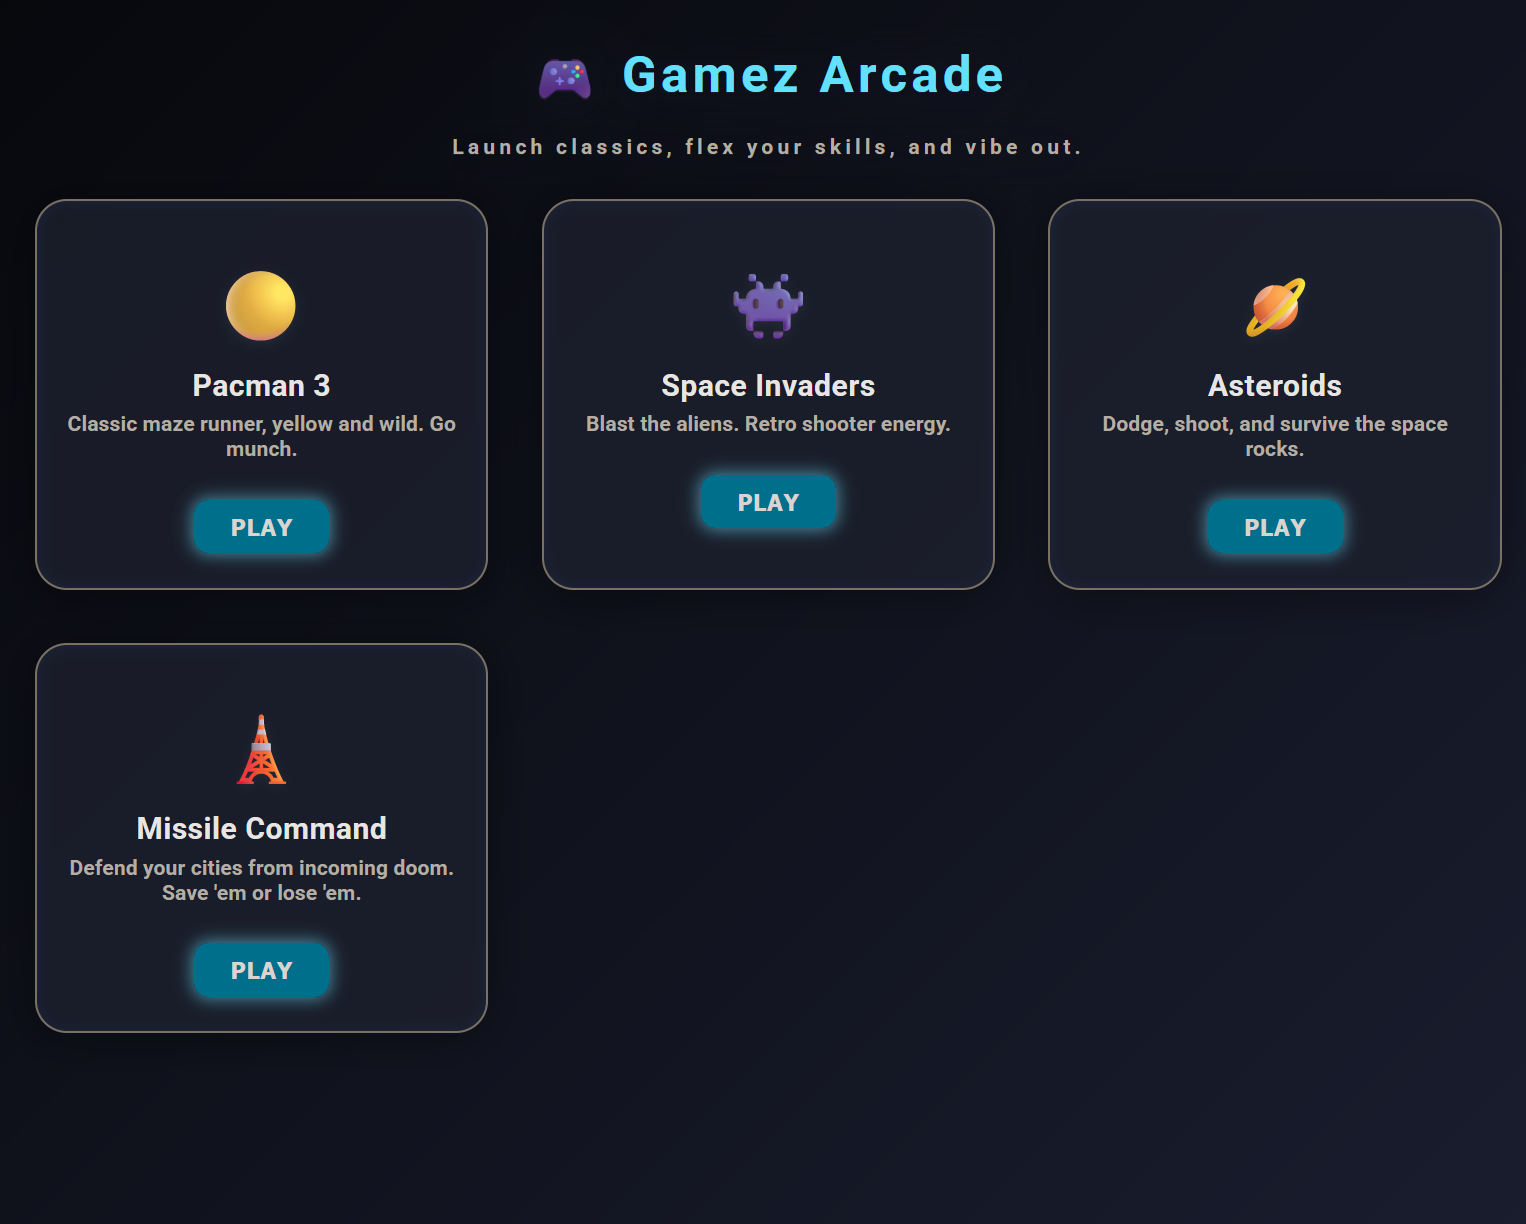 Gamez Arcade
Launch classics, flex your skills, and vibe out.
Pacman 3
Classic maze runner, yellow and wild. Go
munch.
PLAY
Space Invaders
Blast the aliens. Retro shooter energy.
PLAY
Asteroids
Dodge, shoot, and survive the space
rocks.
PLAY
Missile Command
Defend your cities from incoming doom.
Save 'em or lose 'em.
PLAY